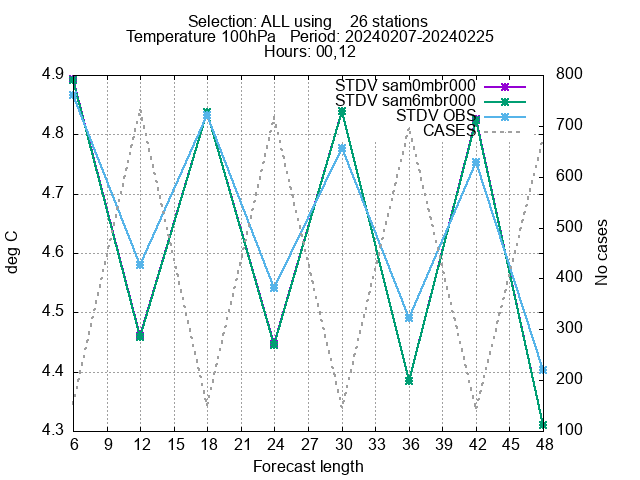 Selection: ALL using    26 stations
Temperature 100hPa   Period: 20240207-20240225
Hours: 00,12
STDV sam0mbr000
STDV sam6mbr000
STDV OBS
CASES
4.9
4.8
4.7
4.6
4.5
4.4
4.3
deg C
800
700
600
500
400
300
200
100
No cases
6 9 12 15 18 21 24 27 30 33 36 39 42 45 48
Forecast length